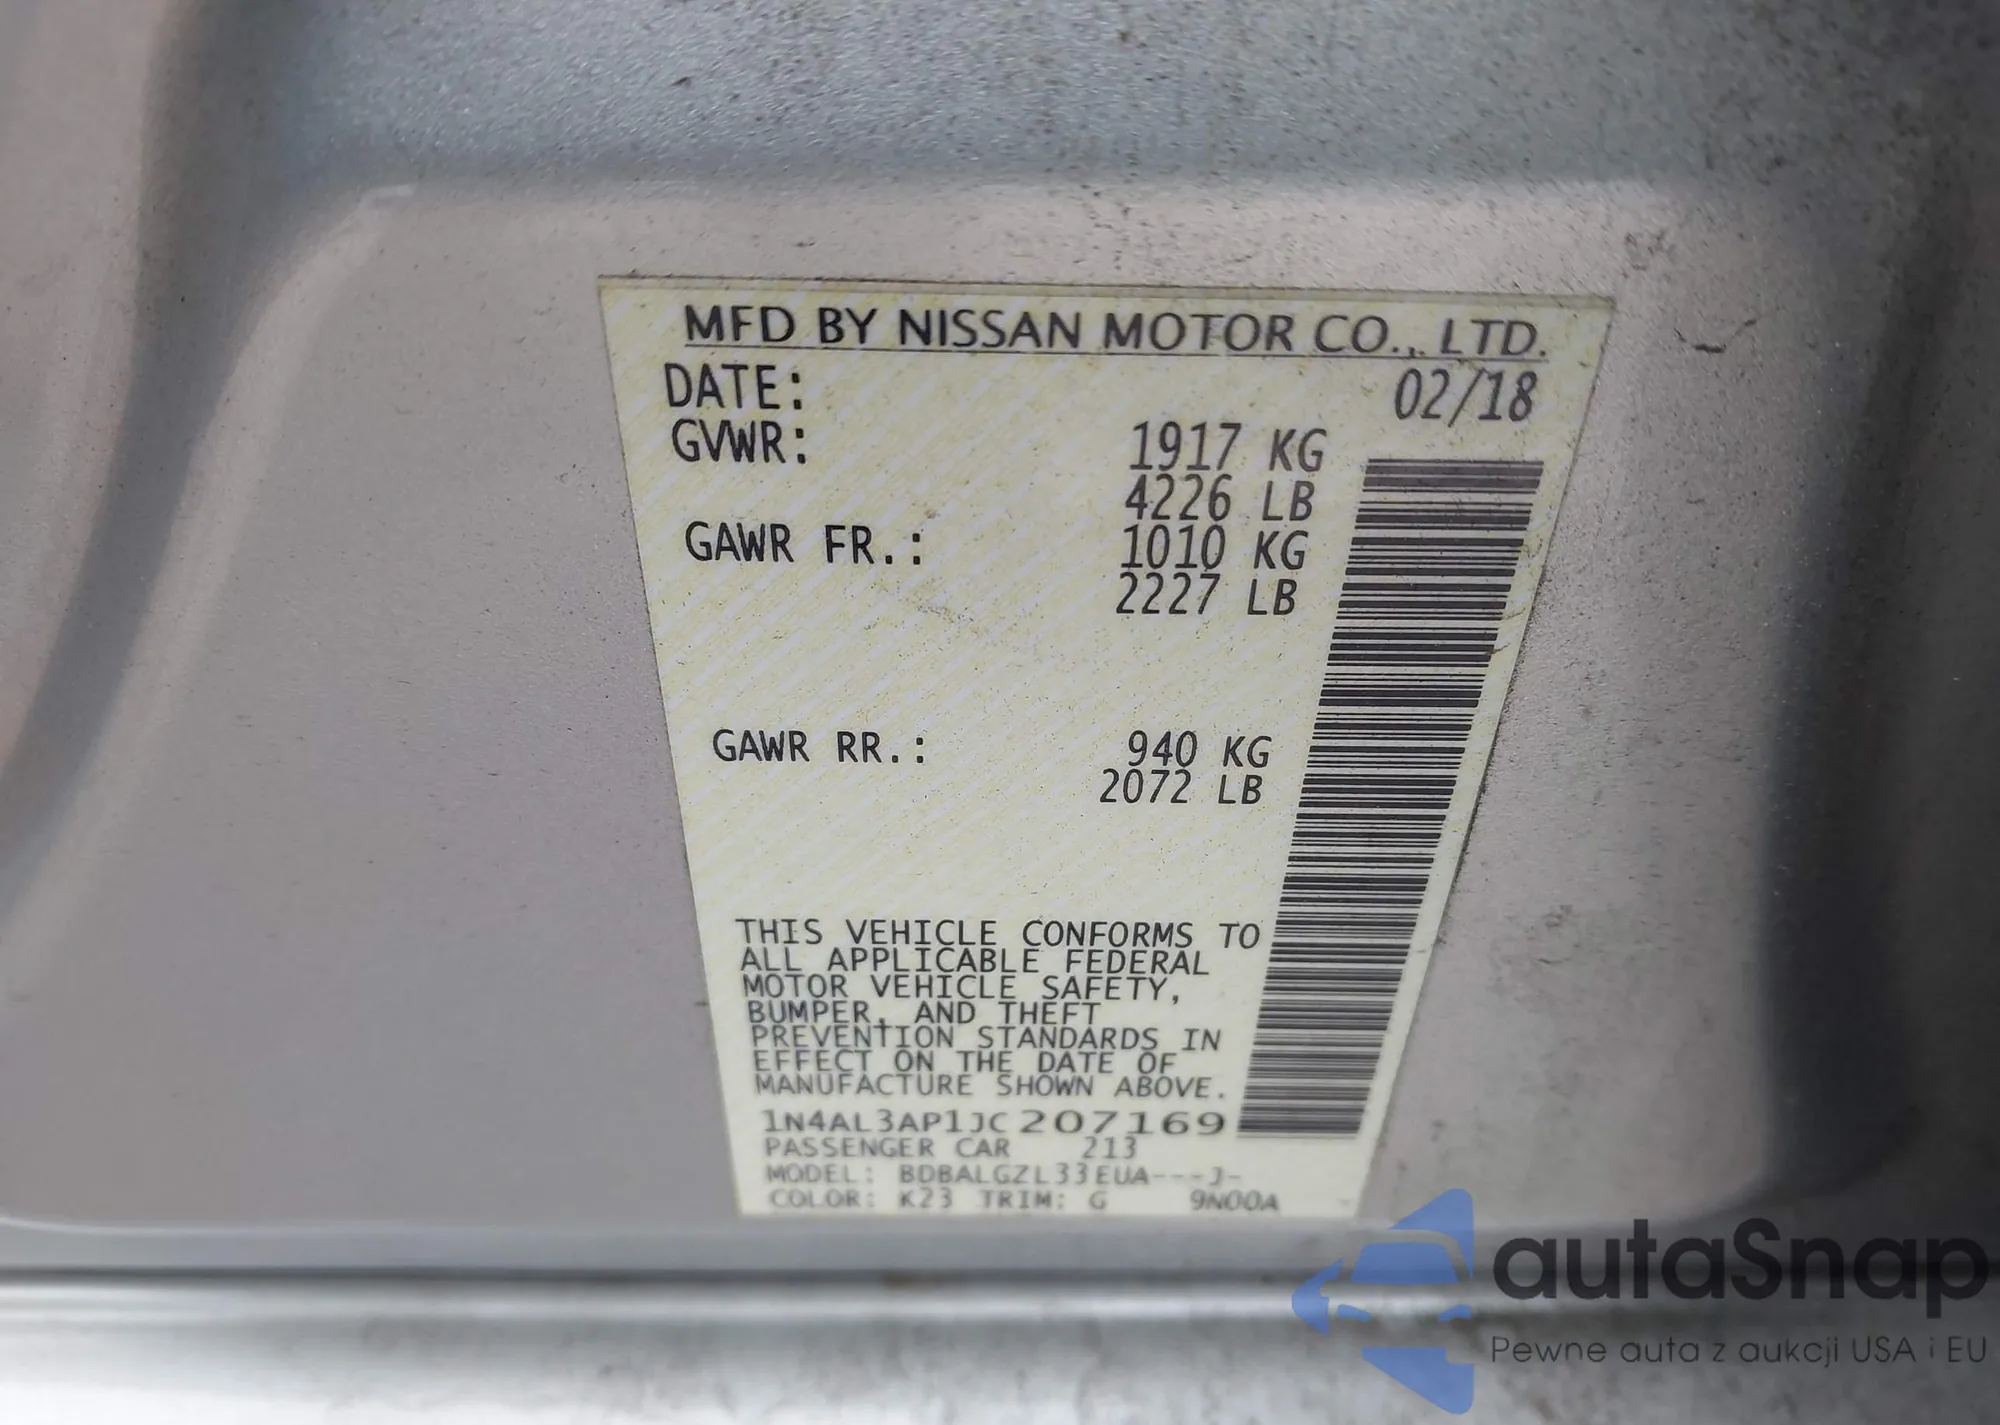 MFD BY NISSAN MOTOR CO., LTD.
DATE: 02/18
GVWR: 1917 KG
4226 LB
GAWR FR.: 1010 KG
2227 LB
GAWR RR.: 940 KG
2072 LB
THIS VEHICLE CONFORMS TO
ALL APPLICABLE FEDERAL
MOTOR VEHICLE SAFETY,
BUMPER, AND THEFT
PREVENTION STANDARDS IN
EFFECT ON THE DATE OF
MANUFACTURE SHOWN ABOVE.
1N4AL3AP1JC207169
PASSENGER CAR 213
MODEL: BDBALGZL33EUA---J-
COLOR: K23 TRIM: G 9N00A
autaSnap
Pewne auta z aukcji USA i EU